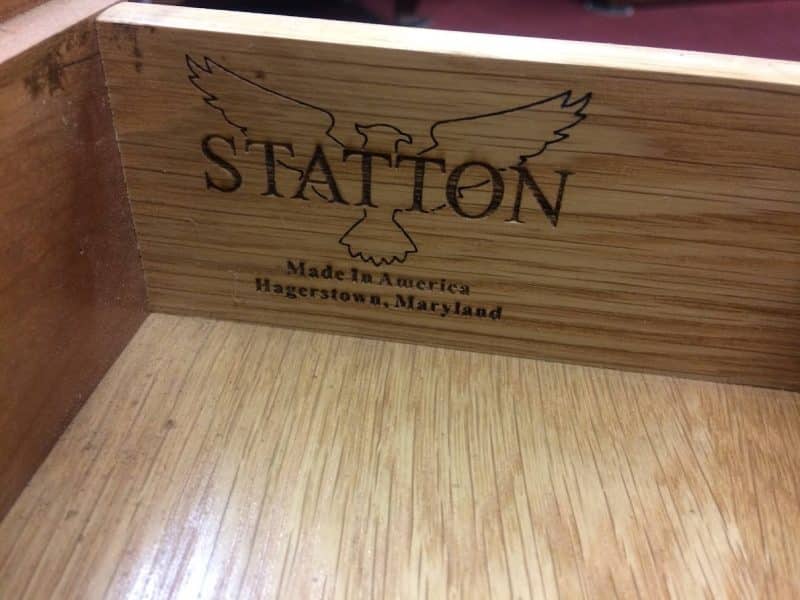 STATTON
Made In America
Hagerstown, Maryland